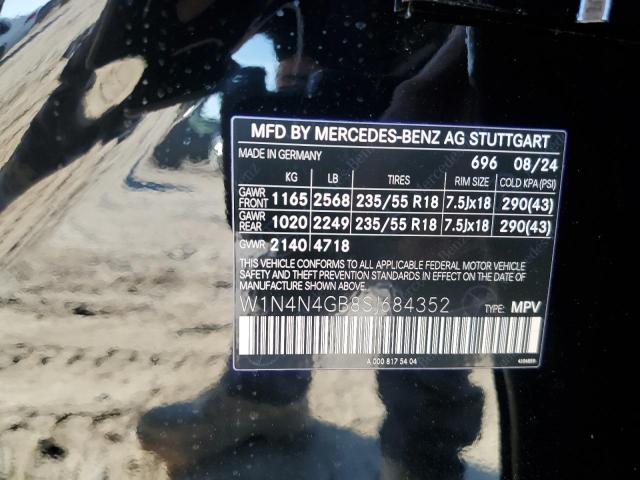 MFD BY MERCEDES-BENZ AG STUTTGART
MADE IN GERMANY 696 08/24
KG LB TIRES RIM SIZE COLD KPA (PSI)
GAWR FRONT 1165 2568 235/55 R18 7.5Jx18 290(43)
GAWR REAR 1020 2249 235/55 R18 7.5Jx18 290(43)
GVWR 2140 4718
THIS VEHICLE CONFORMS TO ALL APPLICABLE FEDERAL MOTOR VEHICLE
SAFETY AND THEFT PREVENTION STANDARDS IN EFFECT ON THE DATE OF
MANUFACTURE SHOWN ABOVE.
W1N4N4GB8SJ684352 TYPE: MPV
A 000 817 54 04